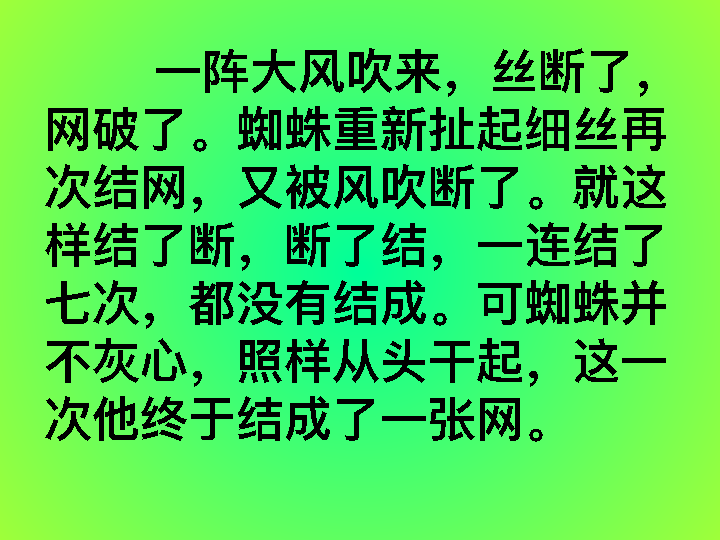 一阵大风吹来，丝断了，
网破了。蜘蛛重新扯起细丝再
次结网，又被风吹断了。就这
样结了断，断了结，一连结了
七次，都没有结成。可蜘蛛并
不灰心，照样从头干起，这一
次他终于结成了一张网。